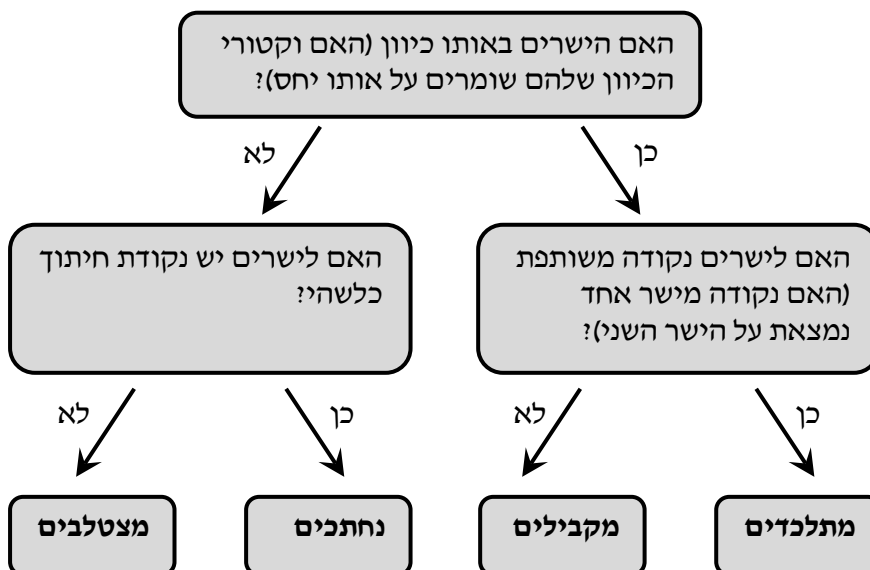 האם הישרים באותו כיוון (האם וקטורי
הכיוון שלהם שומרים על אותו יחס)?
כן
לא
האם לישרים נקודה משותפת
(האם נקודה מישר אחד
נמצאת על הישר השני)?
האם לישרים יש נקודת חיתוך
כלשהי?
כן
לא
כן
לא
מתלכדים
מקבילים
נחתכים
מצטלבים